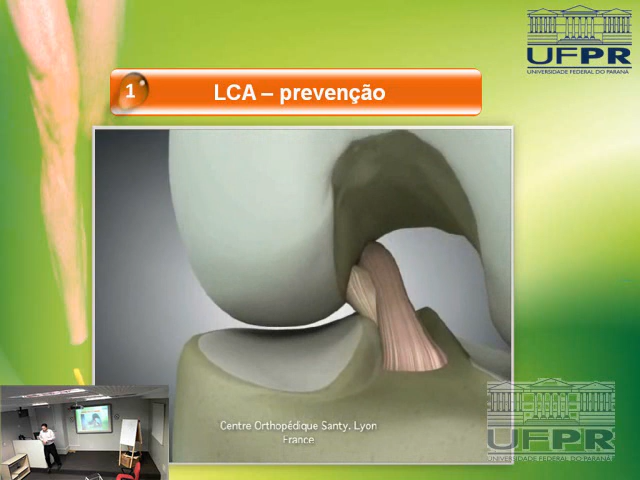 UFPR
UNIVERSIDADE FEDERAL DO PARANÁ
1
LCA – prevenção
Centre Orthopédique Santy, Lyon
France
UFPR
UNIVERSIDADE FEDERAL DO PARANÁ